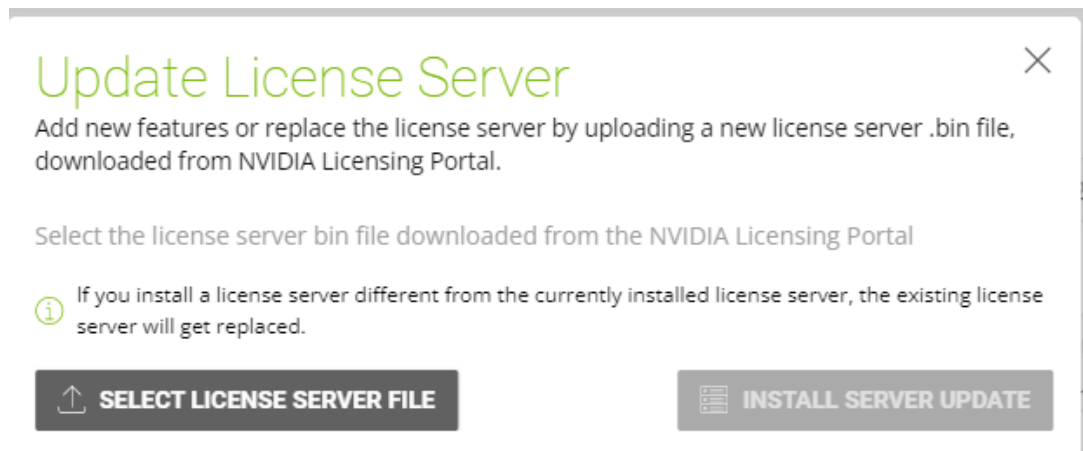 Update License Server
Add new features or replace the license server by uploading a new license server .bin file,
downloaded from NVIDIA Licensing Portal.
Select the license server bin file downloaded from the NVIDIA Licensing Portal
If you install a license server different from the currently installed license server, the existing license
server will get replaced.
SELECT LICENSE SERVER FILE
INSTALL SERVER UPDATE